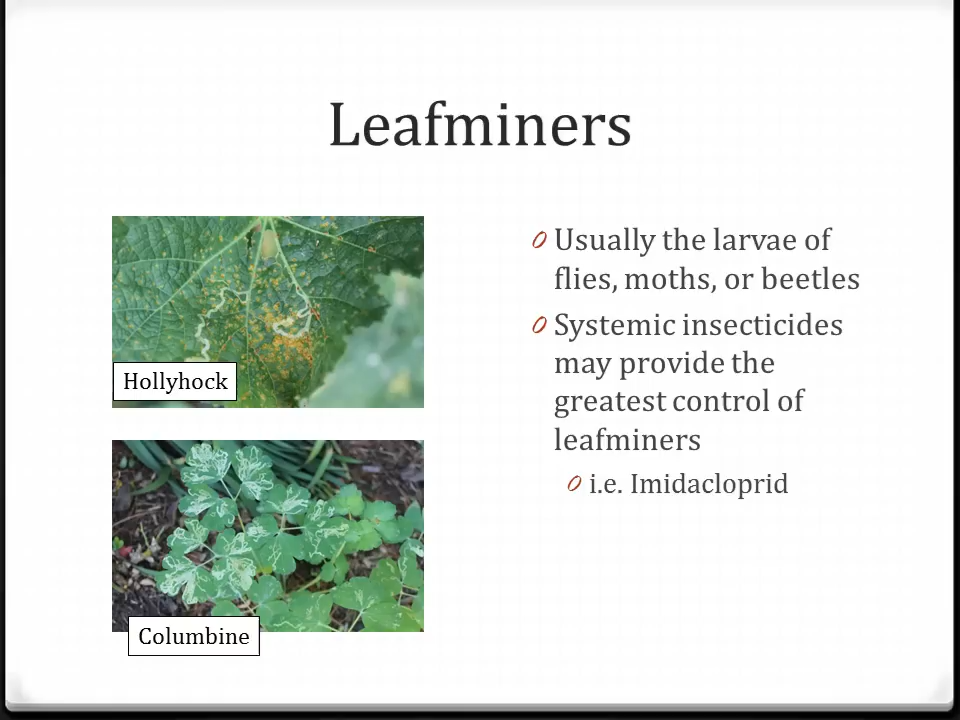 Leafminers
Hollyhock
Columbine
Usually the larvae of
flies, moths, or beetles
Systemic insecticides
may provide the
greatest control of
leafminers
i.e. Imidacloprid